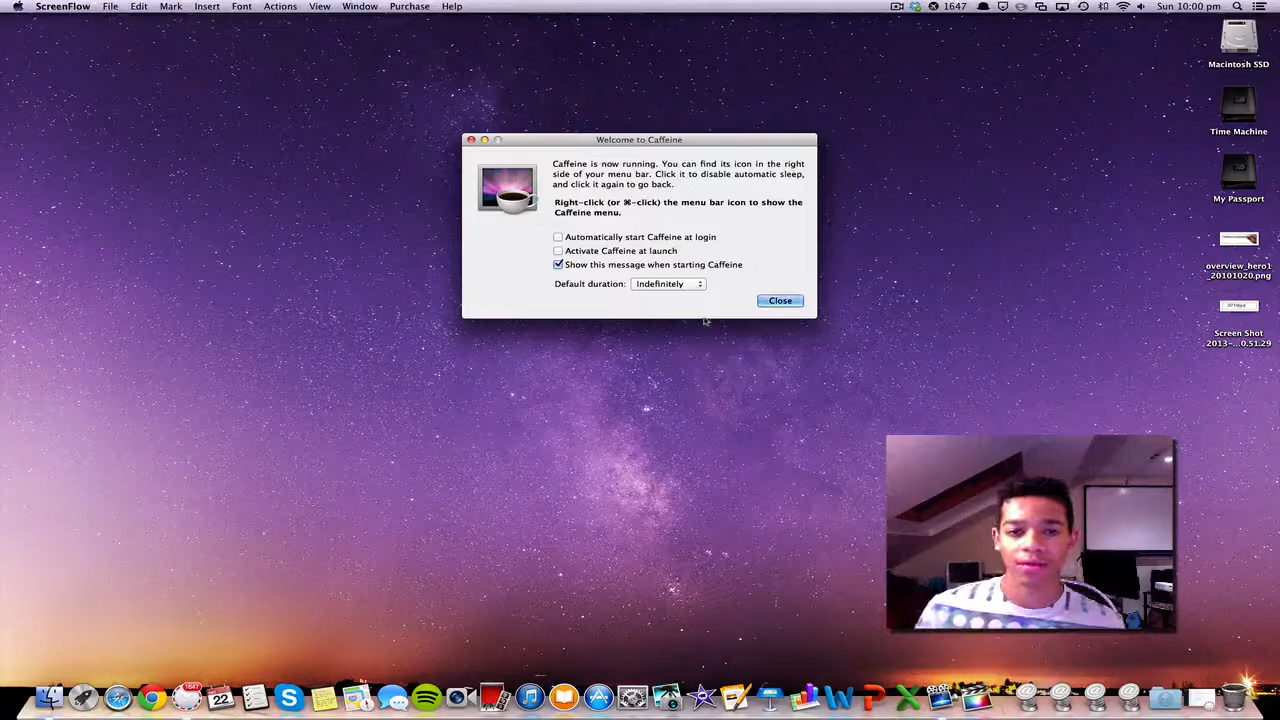 ScreenFlow File Edit Mark Insert Font Actions View Window Purchase Help 1647 Sun 10:00 pm
Macintosh SSD
Time Machine
My Passport
overview_hero1
_20101020.png
Screen Shot
2013-...0.51.29
Welcome to Caffeine
Caffeine is now running. You can find its icon in the right
side of your menu bar. Click it to disable automatic sleep,
and click it again to go back.
Right-click (or ⌘-click) the menu bar icon to show the
Caffeine menu.
Automatically start Caffeine at login
Activate Caffeine at launch
Show this message when starting Caffeine
Default duration: Indefinitely
Close
1647
22